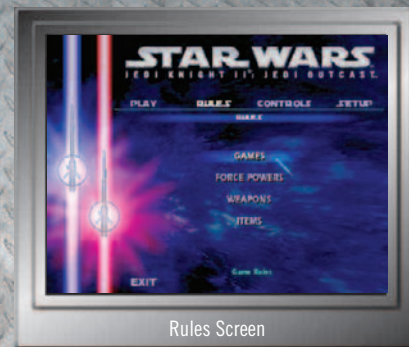 STAR WARS
JEDI KNIGHT II: JEDI OUTCAST
PLAY RULES CONTROLS SETUP
RULES
GAMES
FORCE POWERS
WEAPONS
ITEMS
Game Rules
EXIT
Rules Screen